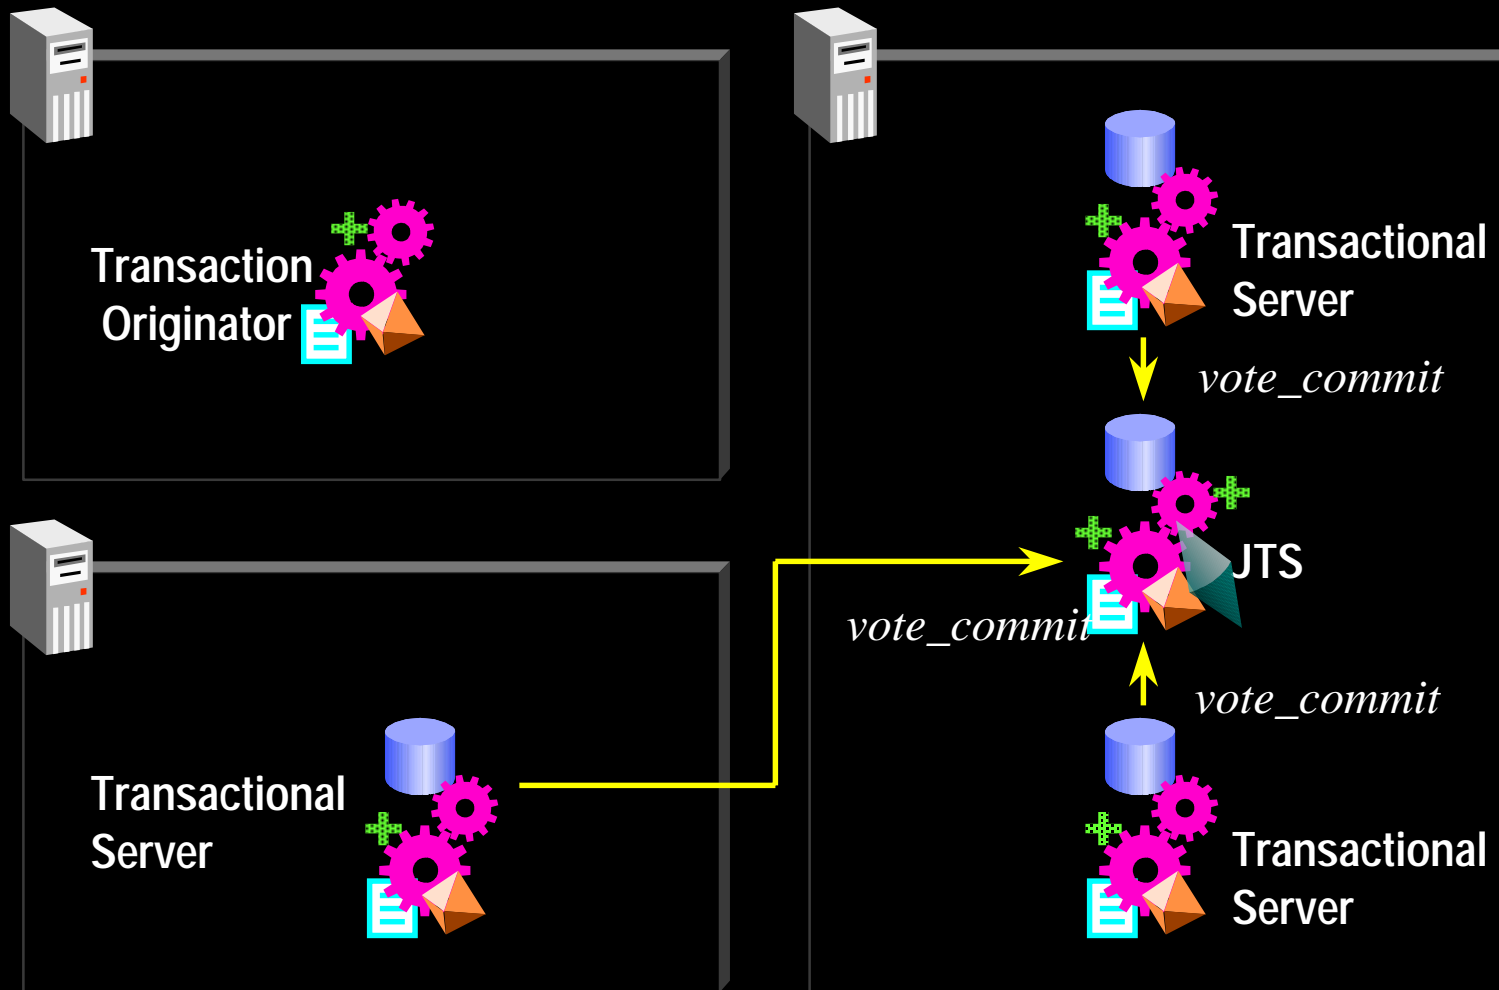 Transaction
Originator
Transactional
Server
vote_commit
JTS
vote_commit
vote_commit
Transactional
Server
Transactional
Server